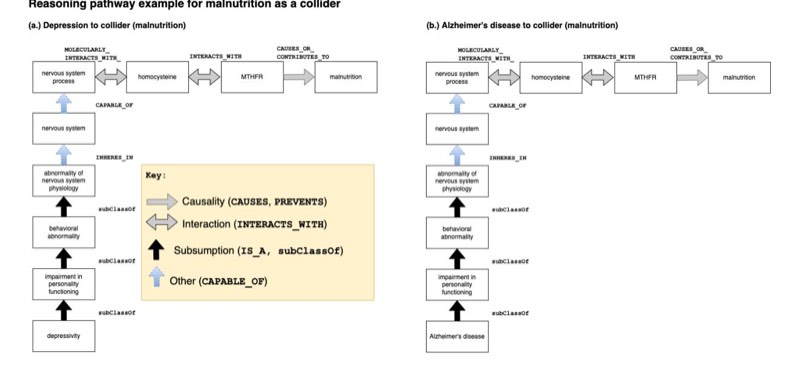 Reasoning pathway example for malnutrition as a collider
(a.) Depression to collider (malnutrition)
MOLECULARLY_
INTERACTS_WITH_
INTERACTS_WITH
CAUSES_OR_
CONTRIBUTES_TO
nervous system
process
homocysteine
MTHFR
malnutrition
CAPABLE_OF
nervous system
INHERES_IN
abnormality of
nervous system
physiology
subClassOf
behavioral
abnormality
subClassOf
impairment in
personality
functioning
subClassOf
depressivity
Key:
Causality (CAUSES, PREVENTS)
Interaction (INTERACTS_WITH)
Subsumption (IS_A, subClassOf)
Other (CAPABLE_OF)
(b.) Alzheimer's disease to collider (malnutrition)
MOLECULARLY_
INTERACTS_WITH_
INTERACTS_WITH
CAUSES_OR_
CONTRIBUTES_TO
nervous system
process
homocysteine
MTHFR
malnutrition
CAPABLE_OF
nervous system
INHERES_IN
abnormality of
nervous system
physiology
subClassOf
behavioral
abnormality
subClassOf
impairment in
personality
functioning
subClassOf
Alzheimer's disease